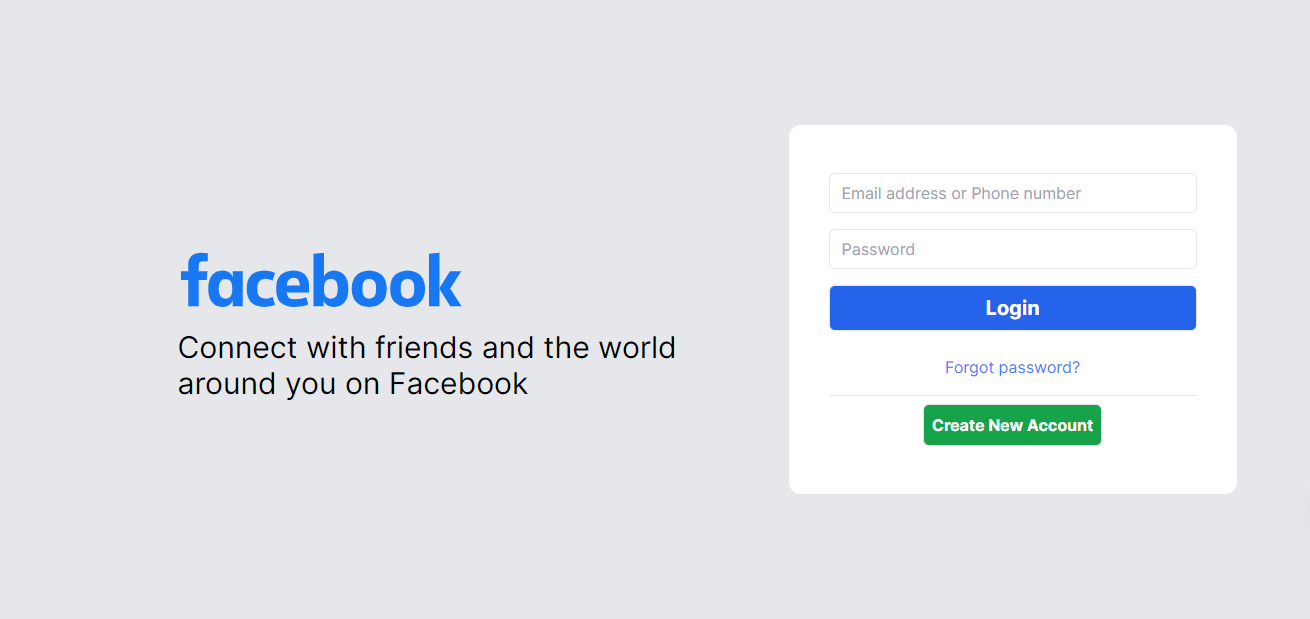 facebook
Connect with friends and the world
around you on Facebook
Email address or Phone number
Password
Login
Forgot password?
Create New Account